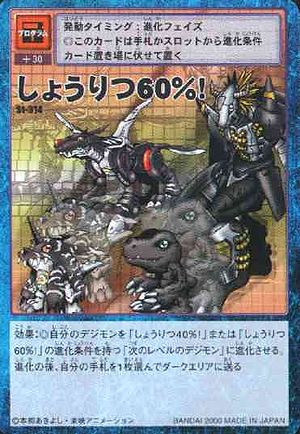 プログラム
+30
発動タイミング：進化フェイズ
◎このカードは手札かスロットから進化条件
カード置き場に伏せて置く
しょうりつ60%!
St-314
効果:◎自分のデジモンを「しょうりつ40%!」または「しょうりつ
60%!」の進化条件を持つ「次のレベルのデジモン」に進化させる。
進化の後、自分の手札を1枚選んでダークエリアに送る
©本郷あきよし・東映アニメーション
BANDAI 2000 MADE IN JAPAN